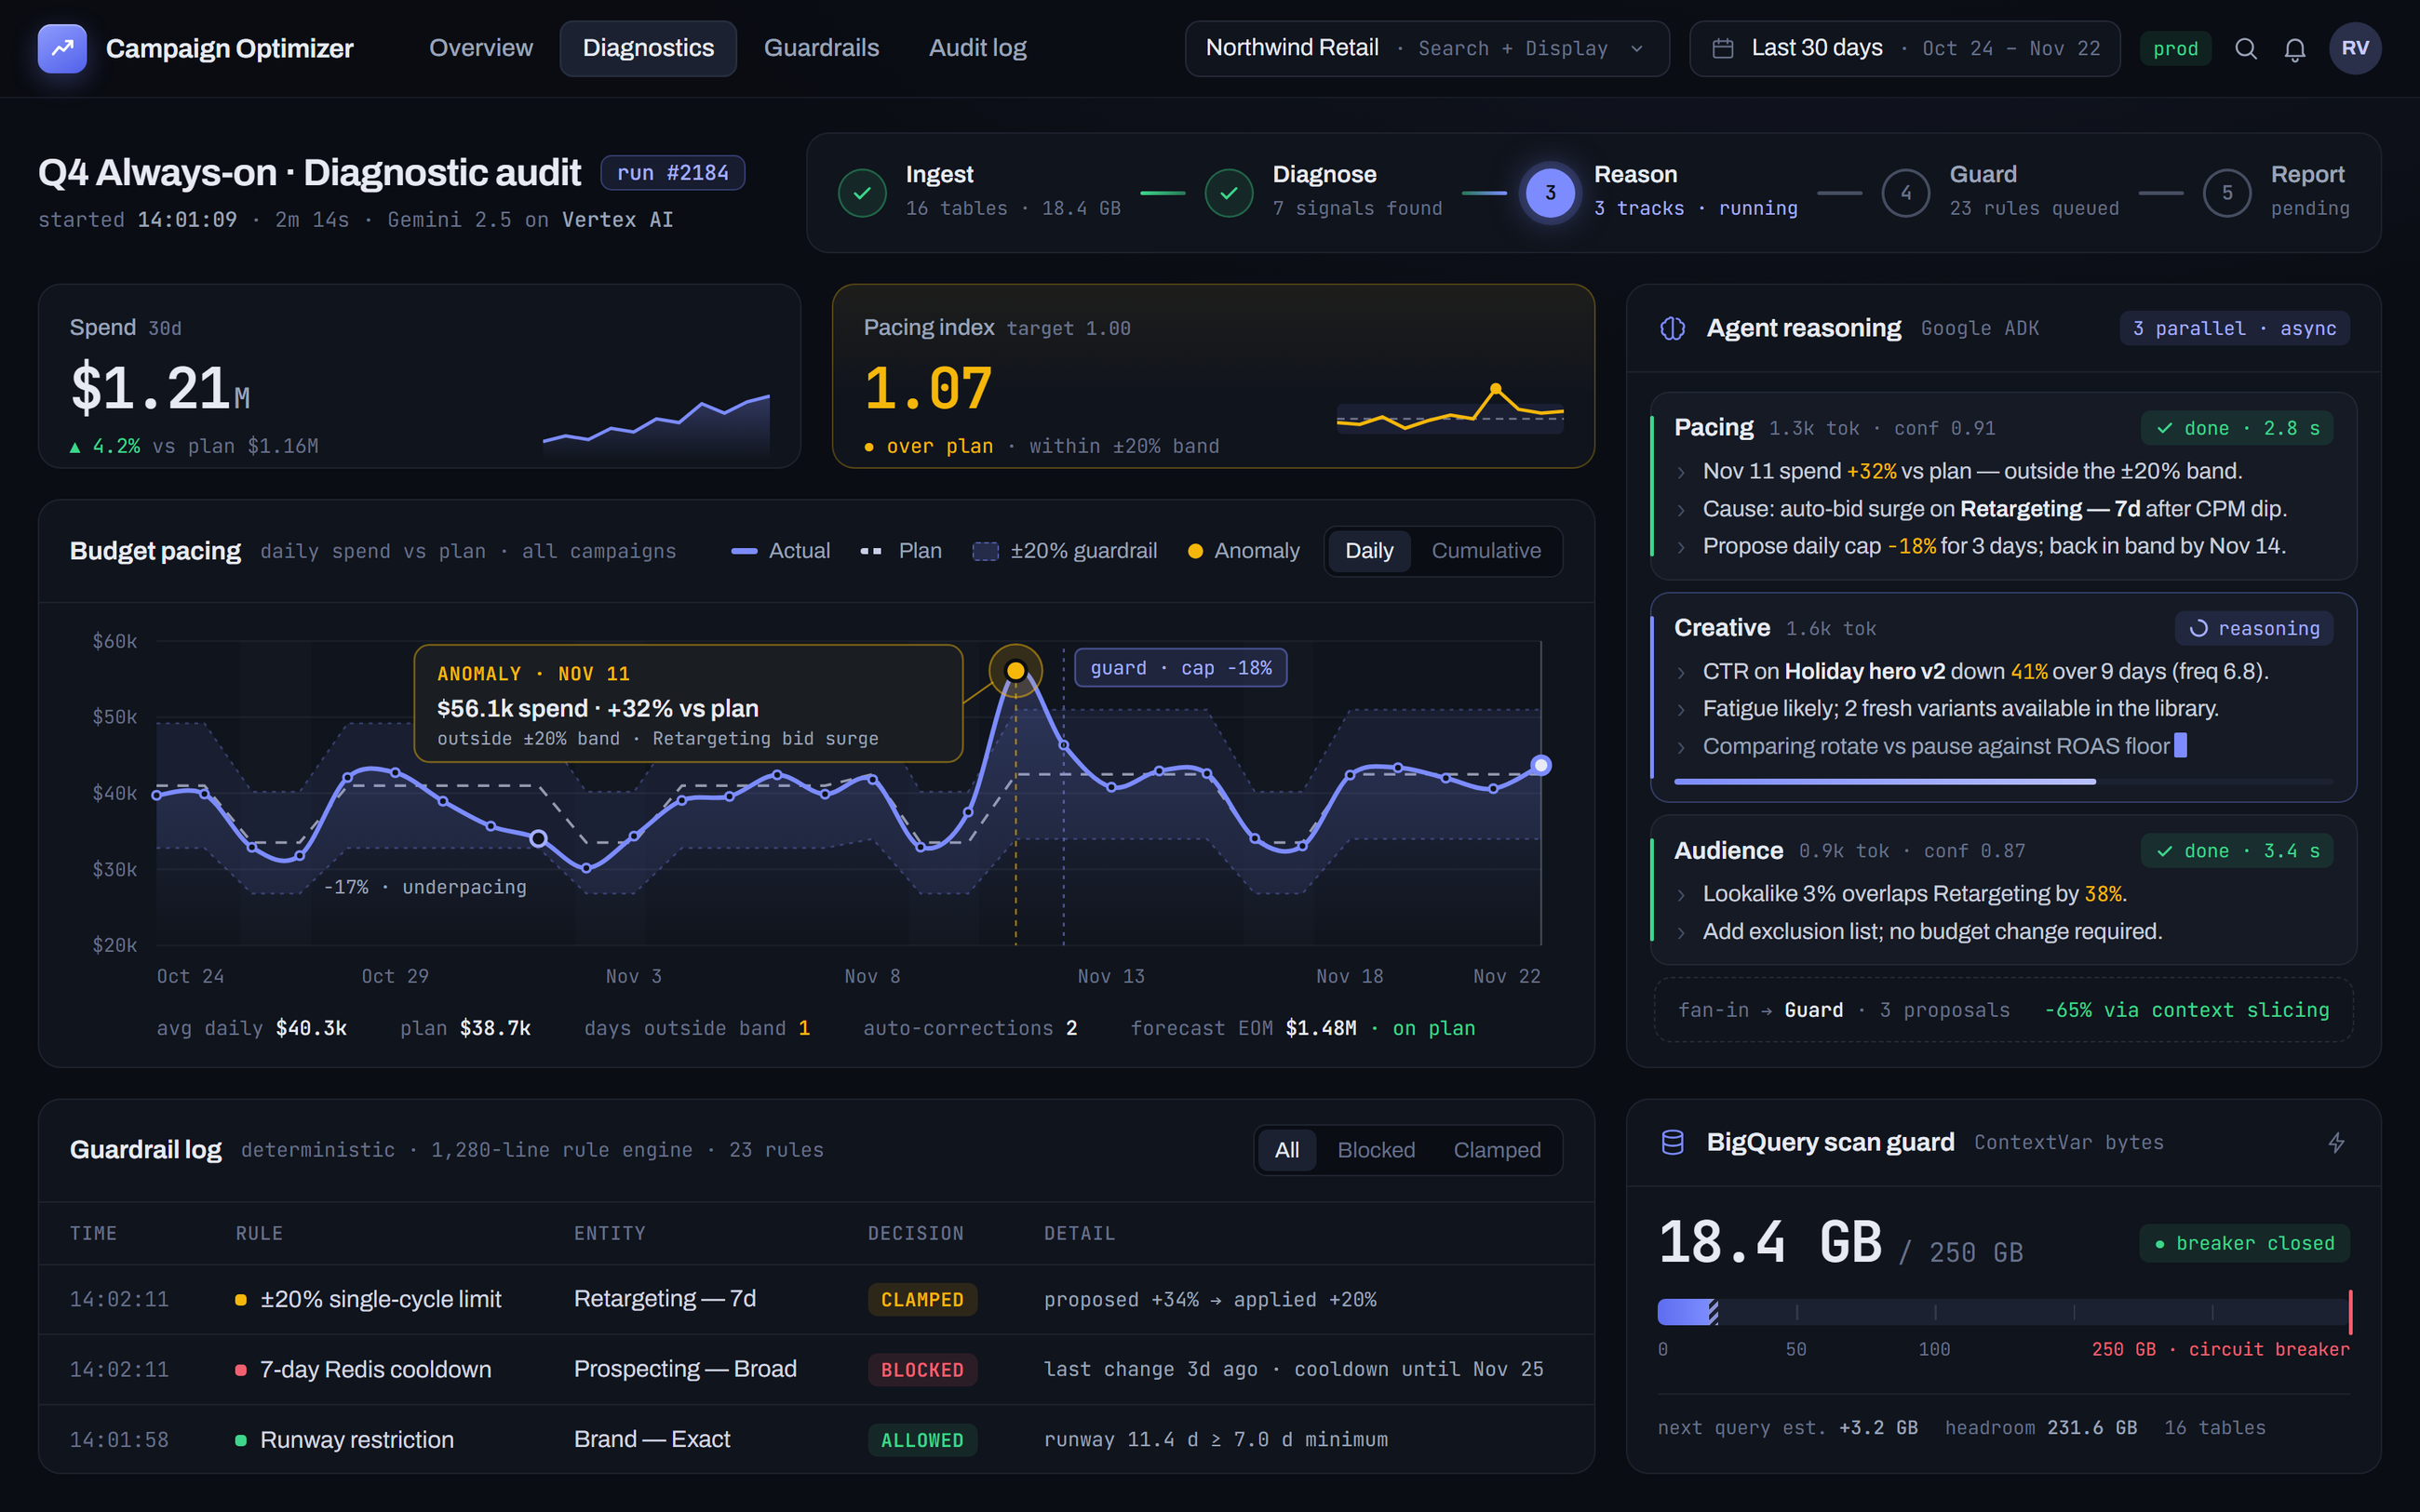 Campaign Optimizer Overview Diagnostics Guardrails Audit log Northwind Retail · Search + Display Last 30 days · Oct 24 – Nov 22 prod RV
Q4 Always-on · Diagnostic audit run #2184
started 14:01:09 · 2m 14s · Gemini 2.5 on Vertex AI
Ingest
16 tables · 18.4 GB
Diagnose
7 signals found
3
Reason
3 tracks · running
4
Guard
23 rules queued
5
Report
pending
Spend 30d
$1.21M
▲ 4.2% vs plan $1.16M
Pacing index target 1.00
1.07
● over plan · within ±20% band
Budget pacing daily spend vs plan · all campaigns Actual Plan ±20% guardrail Anomaly Daily Cumulative
$60k
$50k
$40k
$30k
$20k
ANOMALY · NOV 11
$56.1k spend · +32% vs plan
outside ±20% band · Retargeting bid surge
guard · cap -18%
-17% · underpacing
Oct 24 Oct 29 Nov 3 Nov 8 Nov 13 Nov 18 Nov 22
avg daily $40.3k plan $38.7k days outside band 1 auto-corrections 2 forecast EOM $1.48M · on plan
Agent reasoning Google ADK 3 parallel · async
Pacing 1.3k tok · conf 0.91 done · 2.8 s
› Nov 11 spend +32% vs plan — outside the ±20% band.
› Cause: auto-bid surge on Retargeting — 7d after CPM dip.
› Propose daily cap -18% for 3 days; back in band by Nov 14.
Creative 1.6k tok reasoning
› CTR on Holiday hero v2 down 41% over 9 days (freq 6.8).
› Fatigue likely; 2 fresh variants available in the library.
› Comparing rotate vs pause against ROAS floor
Audience 0.9k tok · conf 0.87 done · 3.4 s
› Lookalike 3% overlaps Retargeting by 38%.
› Add exclusion list; no budget change required.
fan-in → Guard · 3 proposals -65% via context slicing
Guardrail log deterministic · 1,280-line rule engine · 23 rules All Blocked Clamped
TIME RULE ENTITY DECISION DETAIL
14:02:11 ±20% single-cycle limit Retargeting — 7d CLAMPED proposed +34% → applied +20%
14:02:11 7-day Redis cooldown Prospecting — Broad BLOCKED last change 3d ago · cooldown until Nov 25
14:01:58 Runway restriction Brand — Exact ALLOWED runway 11.4 d ≥ 7.0 d minimum
BigQuery scan guard ContextVar bytes
18.4 GB / 250 GB ● breaker closed
0 50 100 250 GB · circuit breaker
next query est. +3.2 GB headroom 231.6 GB 16 tables